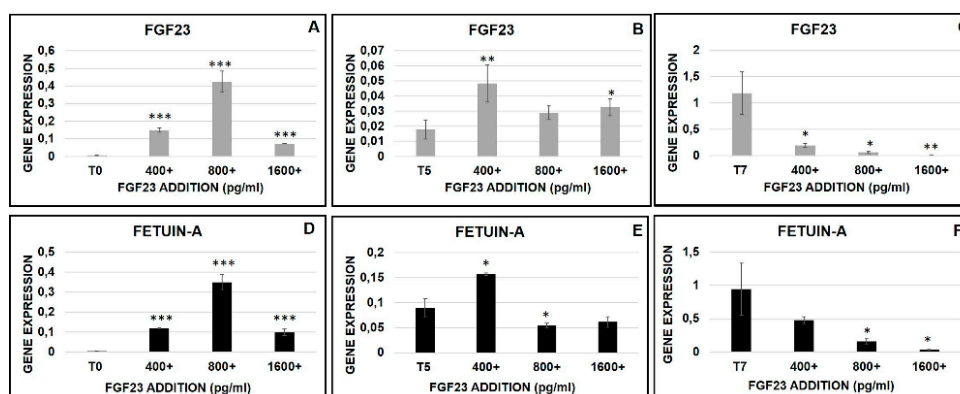 FGF23 A
GENE EXPRESSION
0,6
0,5
0,4
0,3
0,2
0,1
0
***
***
***
T0 400+ 800+ 1600+
FGF23 ADDITION (pg/ml)
FGF23 B
GENE EXPRESSION
0,07
0,06
0,05
0,04
0,03
0,02
0,01
0
**
*
T5 400+ 800+ 1600+
FGF23 ADDITION (pg/ml)
FGF23 C
GENE EXPRESSION
2
1,5
1
0,5
0
* * **
T7 400+ 800+ 1600+
FGF23 ADDITION (pg/ml)
FETUIN-A D
GENE EXPRESSION
0,5
0,4
0,3
0,2
0,1
0
***
***
***
T0 400+ 800+ 1600+
FGF23 ADDITION (pg/ml)
FETUIN-A E
GENE EXPRESSION
0,2
0,15
0,1
0,05
0
*
*
T5 400+ 800+ 1600+
FGF23 ADDITION (pg/ml)
FETUIN-A F
GENE EXPRESSION
1,5
1
0,5
0
*
*
T7 400+ 800+ 1600+
FGF23 ADDITION (pg/ml)